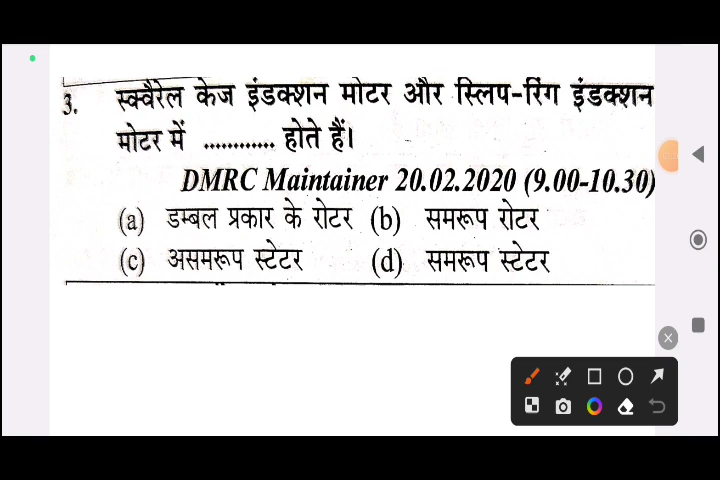 3. स्क्वैरेल केज इंडक्शन मोटर और स्लिप-रिंग इंडक्शन
मोटर में ............ होते हैं।
DMRC Maintainer 20.02.2020 (9.00-10.30)
(a) डम्बल प्रकार के रोटर (b) समरूप रोटर
(c) असमरूप स्टेटर (d) समरूप स्टेटर